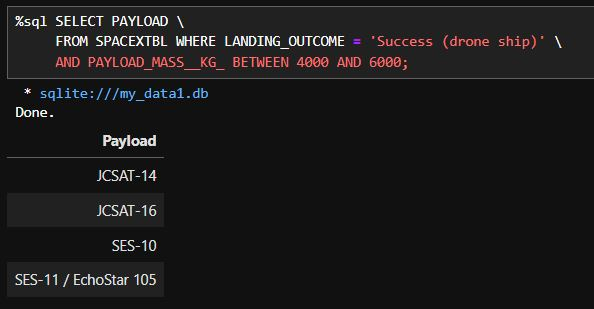 %sql SELECT PAYLOAD \
FROM SPACEXTBL WHERE LANDING_OUTCOME = 'Success (drone ship)' \
AND PAYLOAD_MASS__KG_ BETWEEN 4000 AND 6000;
* sqlite:///my_data1.db
Done.
Payload
JCSAT-14
JCSAT-16
SES-10
SES-11 / EchoStar 105